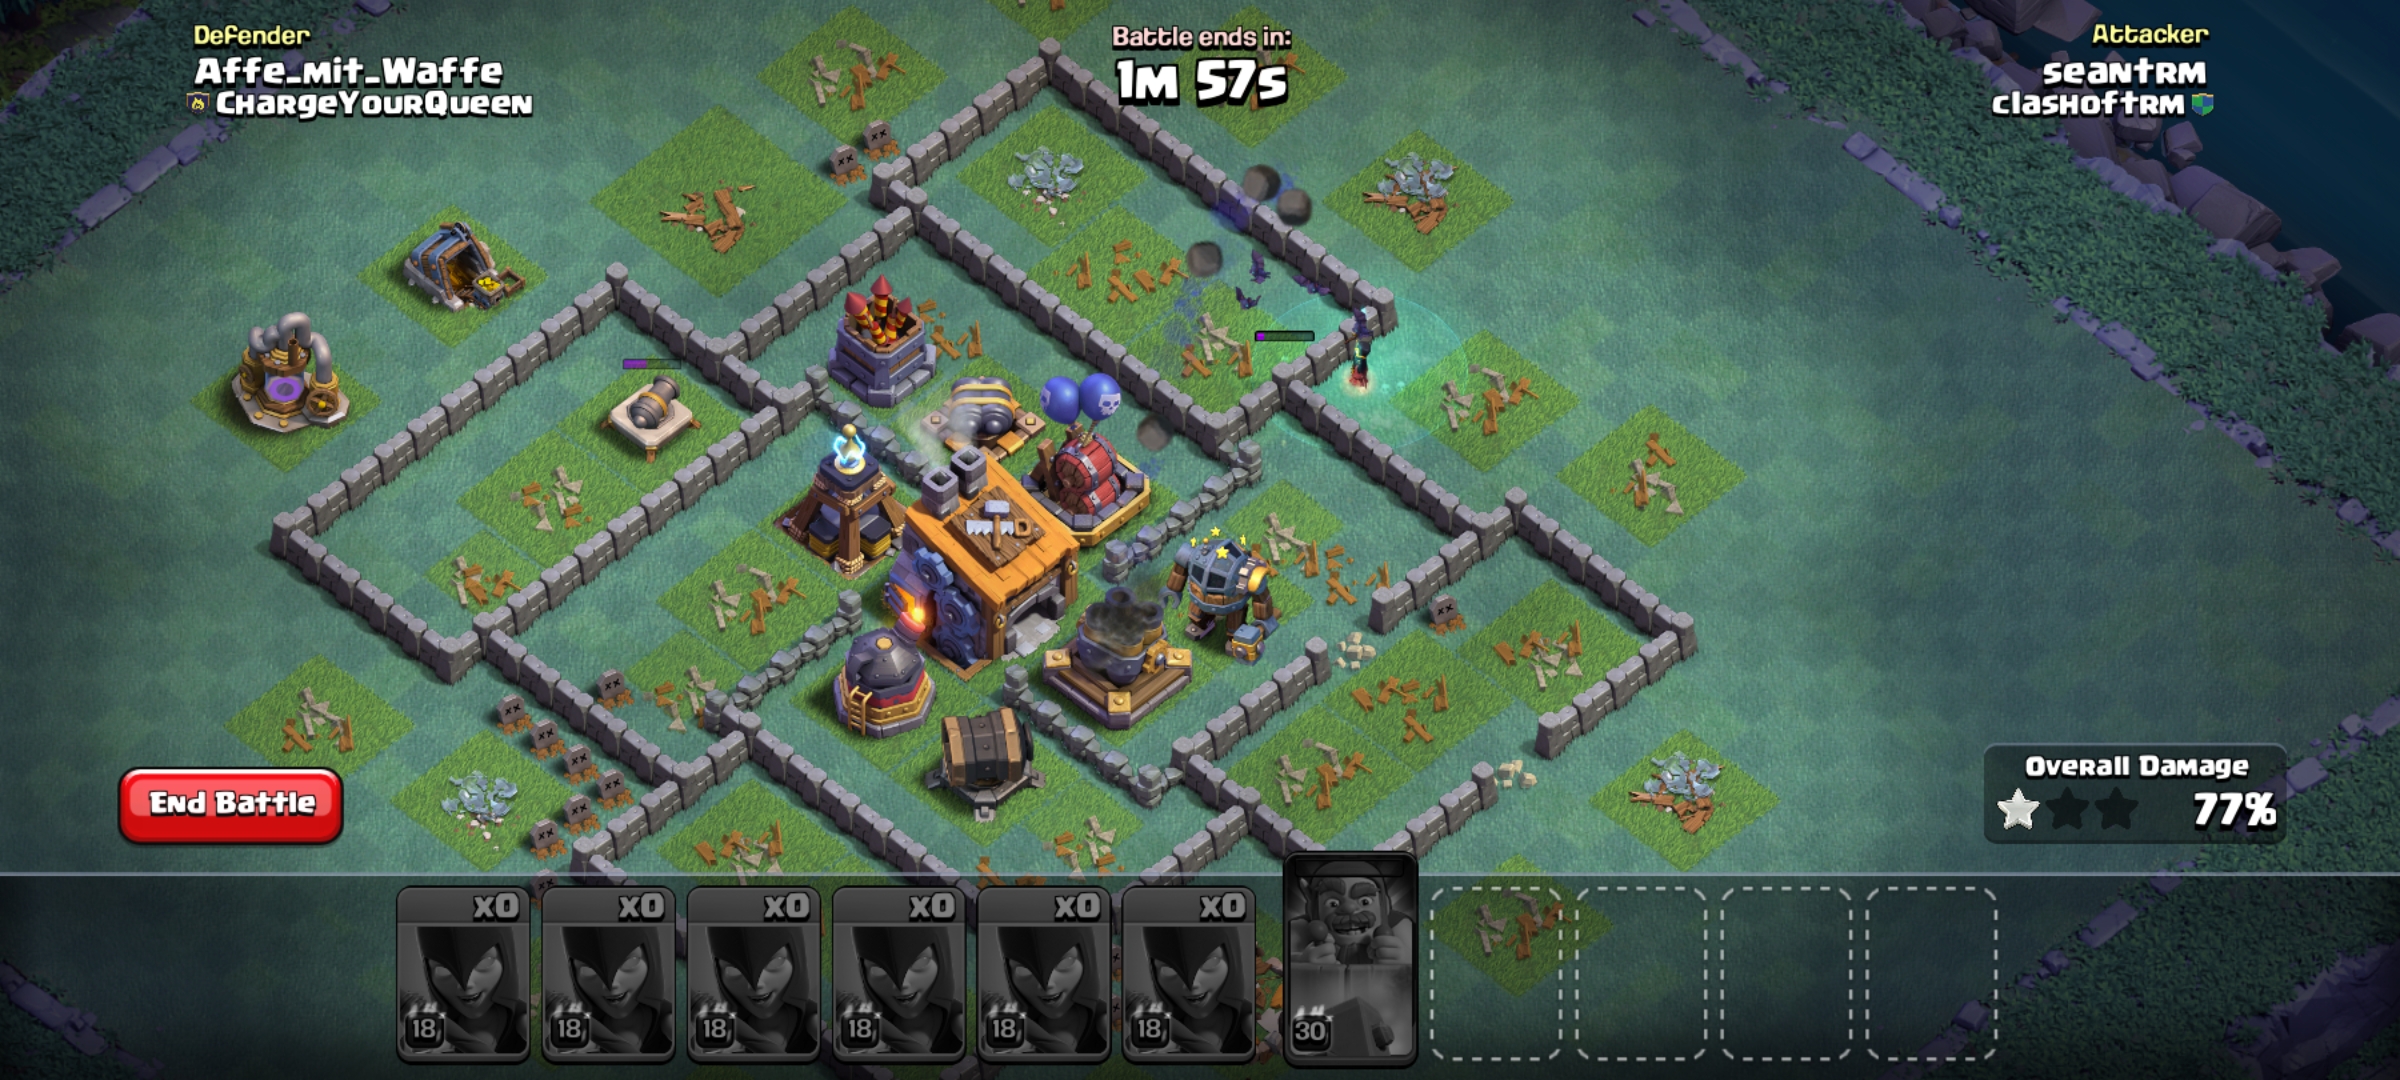 Defender
Affe_mit_Waffe
ChargeYourQueen
Battle ends in:
1M 57s
Attacker
seantRM
clashoftRM
End Battle
Overall Damage
77%
x0
x0
x0
x0
x0
x0
18
18
18
18
18
18
30